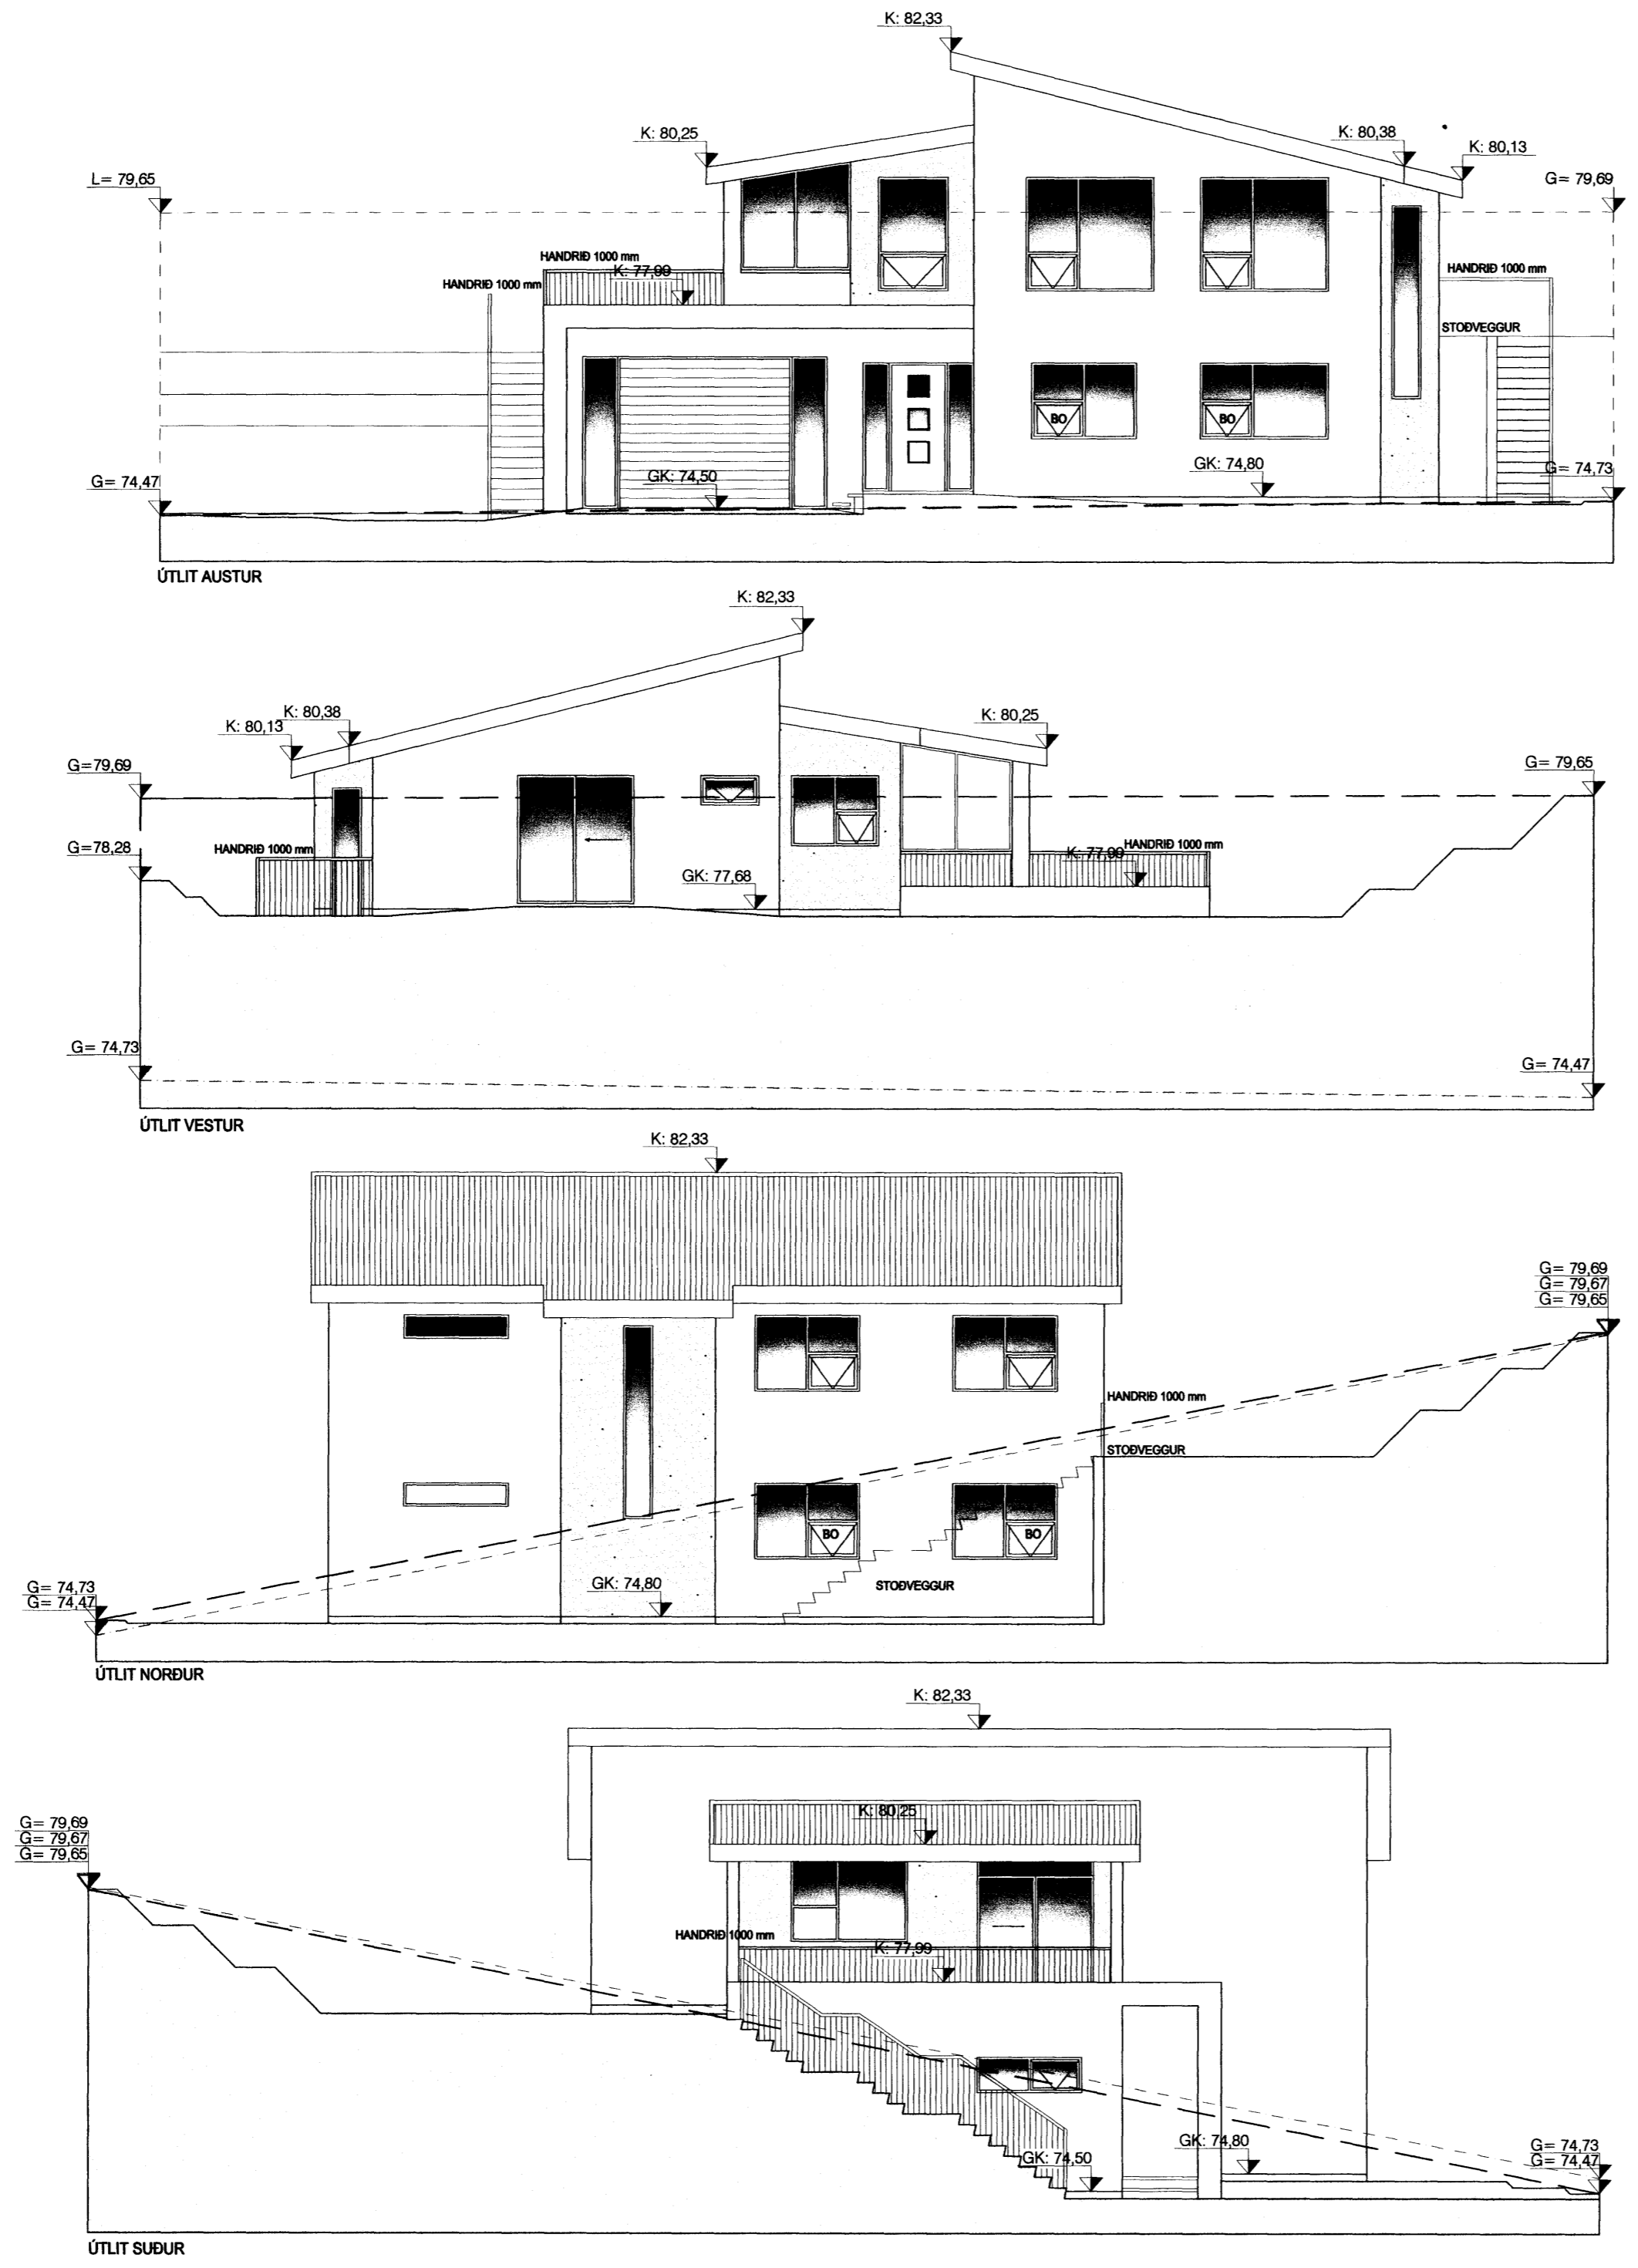 K: 82,33
K: 80,25
K: 80,38
K: 80,13
L= 79,65
G= 79,69
HANDRIÐ 1000 mm
K: 77,99
HANDRIÐ 1000 mm
HANDRIÐ 1000 mm
STOÐVEGGUR
BO
BO
GK: 74,50
GK: 74,80
G= 74,47
G= 74,73
ÚTLIT AUSTUR
K: 82,33
K: 80,38
K: 80,13
K: 80,25
G=79,69
G= 79,65
G=78,28
HANDRIÐ 1000 mm
HANDRIÐ 1000 mm
K: 77,99
GK: 77,68
G= 74,73
G= 74,47
ÚTLIT VESTUR
K: 82,33
G= 79,69
G= 79,67
G= 79,65
HANDRIÐ 1000 mm
STOÐVEGGUR
BO
BO
STOÐVEGGUR
GK: 74,80
G= 74,73
G= 74,47
ÚTLIT NORÐUR
K: 82,33
K: 80,25
G= 79,69
G= 79,67
G= 79,65
HANDRIÐ 1000 mm
K: 77,99
GK: 74,50
GK: 74,80
G= 74,73
G= 74,47
ÚTLIT SUÐUR